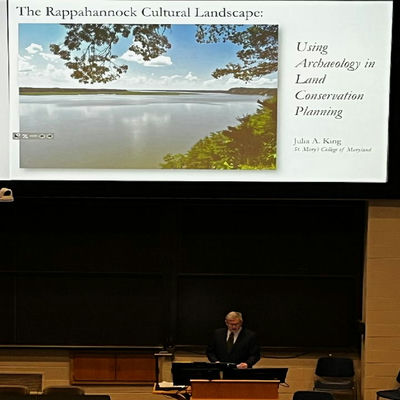 The Rappahannock Cultural Landscape:
Using
Archaeology in
Land
Conservation
Planning
Julia A. King
St. Mary's College of Maryland